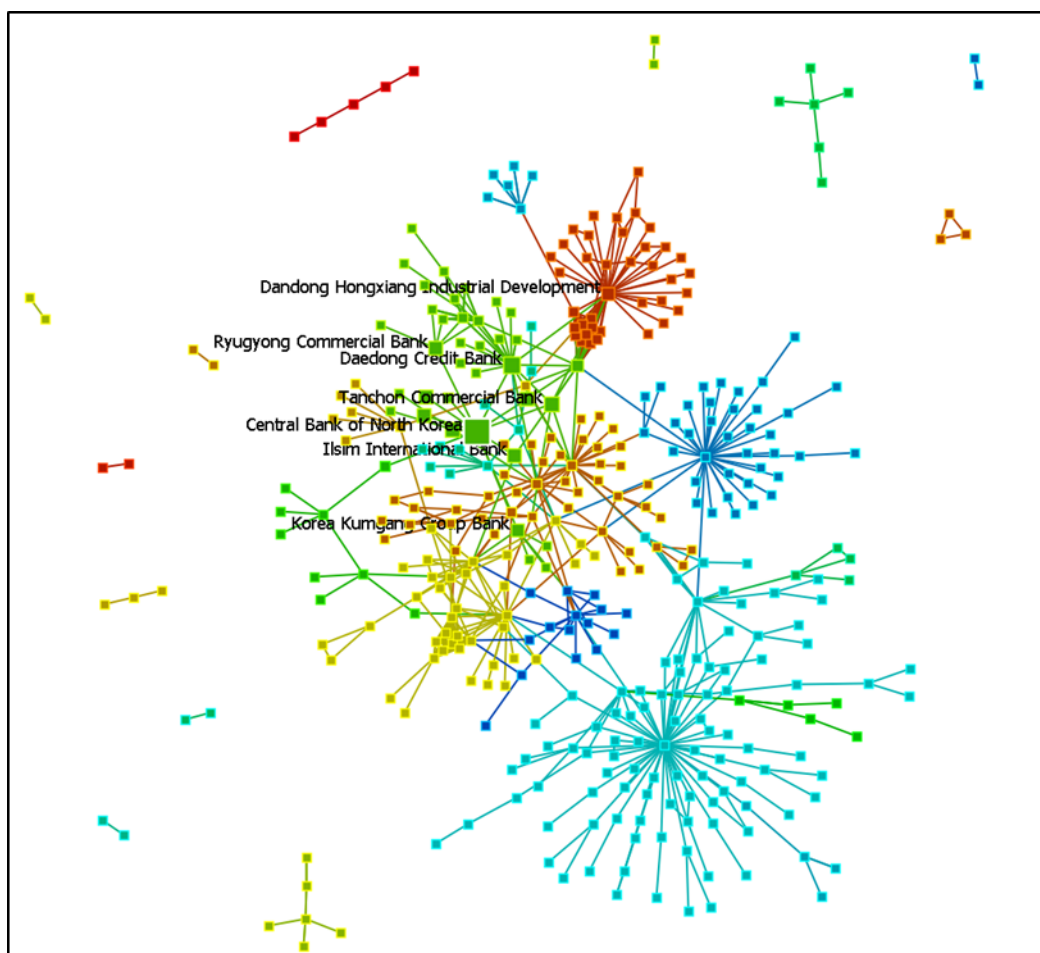 Dandong Hongxiang Industrial Development
Ryugyong Commercial Bank
Daedong Credit Bank
Tanchon Commercial Bank
Central Bank of North Korea
Ilsim International Bank
Korea Kumgang Group Bank